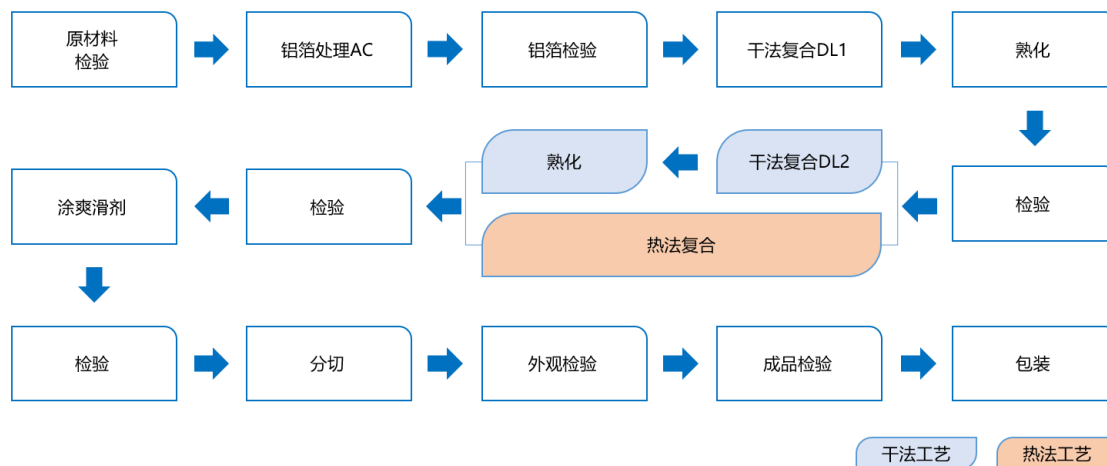 原材料
检验
铝箔处理AC
铝箔检验
干法复合DL1
熟化
熟化
干法复合DL2
涂爽滑剂
检验
检验
热法复合
检验
分切
外观检验
成品检验
包装
干法工艺
热法工艺